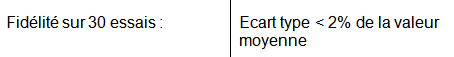 Fidélité sur 30 essais :
Ecart type < 2% de la valeur
moyenne